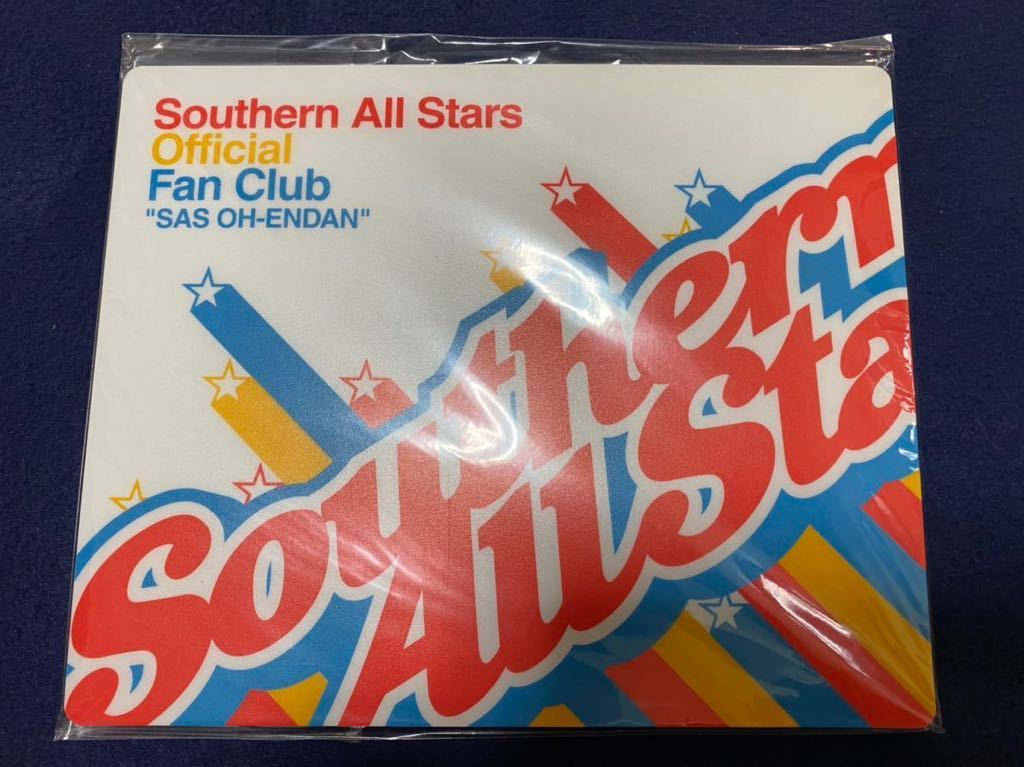 Southern All Stars
Official
Fan Club
"SAS OH-ENDAN"
Southern
All Sta